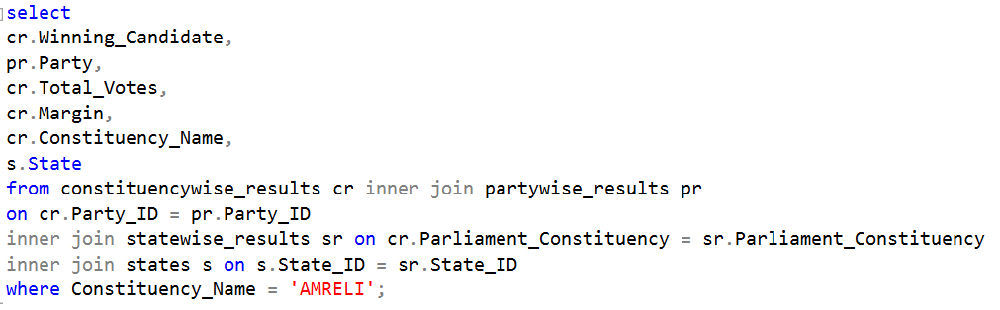 select
cr.Winning_Candidate,
pr.Party,
cr.Total_Votes,
cr.Margin,
cr.Constituency_Name,
s.State
from constituencywise_results cr inner join partywise_results pr
on cr.Party_ID = pr.Party_ID
inner join statewise_results sr on cr.Parliament_Constituency = sr.Parliament_Constituency
inner join states s on s.State_ID = sr.State_ID
where Constituency_Name = 'AMRELI';